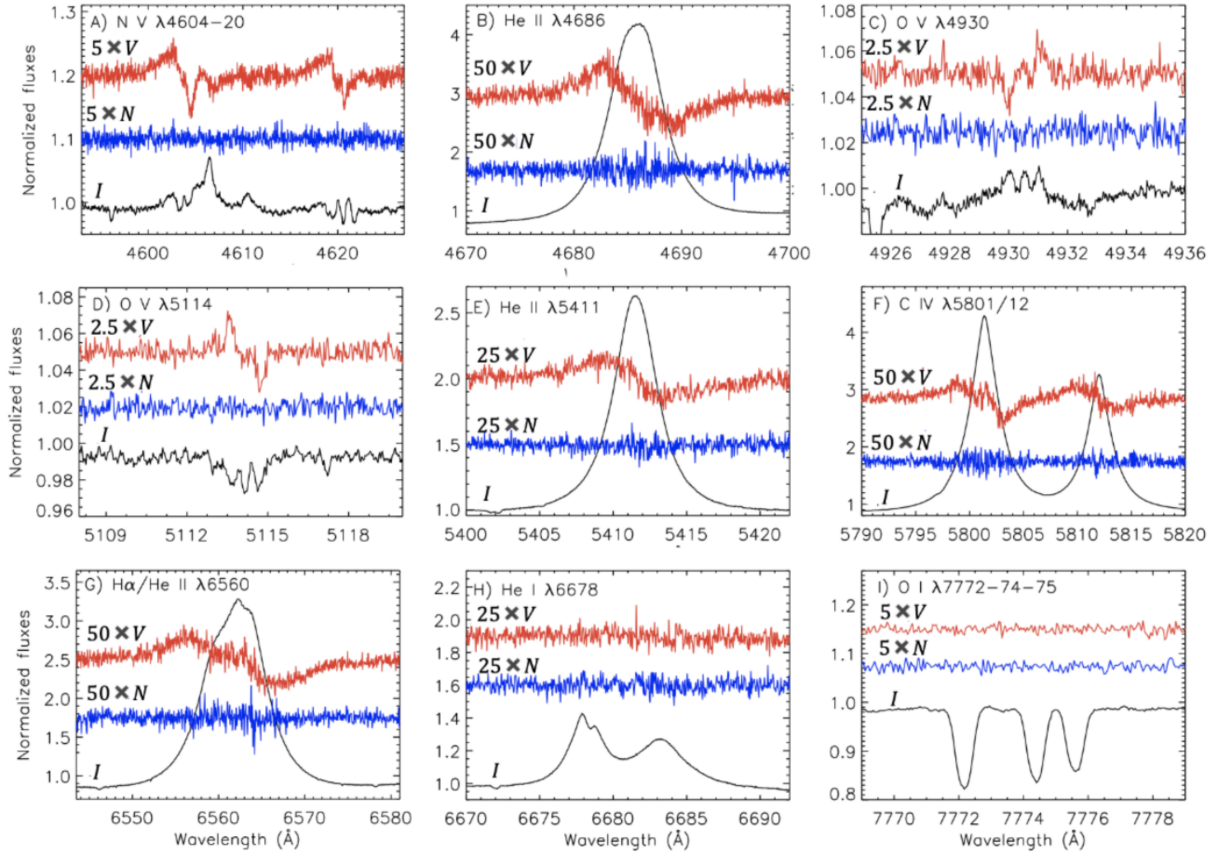 A) N V λ4604-20
5 × V
5 × N
I
1.3
1.2
1.1
1.0
4600
4610
4620
Normalized fluxes
B) He II λ4686
50 × V
50 × N
I
4
3
2
1
4670
4680
4690
4700
C) O V λ4930
2.5 × V
2.5 × N
I
1.06
1.04
1.02
1.00
4926
4928
4930
4932
4934
4936
D) O V λ5114
2.5 × V
2.5 × N
I
1.08
1.06
1.04
1.02
1.00
0.98
0.96
5109
5112
5115
5118
Normalized fluxes
E) He II λ5411
25 × V
25 × N
I
2.5
2.0
1.5
1.0
5400
5405
5410
5415
5420
F) C IV λ5801/12
50 × V
50 × N
I
4
3
2
1
5790
5795
5800
5805
5810
5815
5820
G) Hα/He II λ6560
50 × V
50 × N
I
3.5
3.0
2.5
2.0
1.5
1.0
6550
6560
6570
6580
Normalized fluxes
Wavelength (Å)
H) He I λ6678
25 × V
25 × N
I
2.2
2.0
1.8
1.6
1.4
1.2
1.0
6670
6675
6680
6685
6690
Wavelength (Å)
I) O I λ7772-74-75
5 × V
5 × N
I
1.2
1.1
1.0
0.9
0.8
7770
7772
7774
7776
7778
Wavelength (Å)